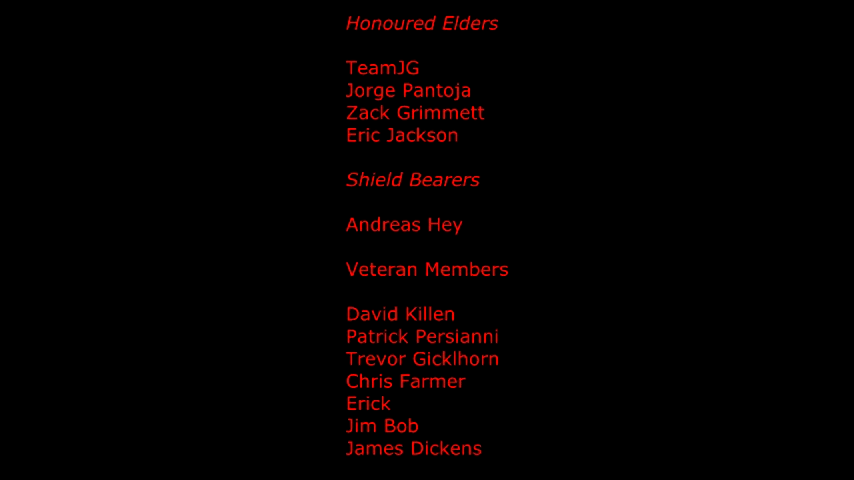 Honoured Elders
TeamJG
Jorge Pantoja
Zack Grimmett
Eric Jackson
Shield Bearers
Andreas Hey
Veteran Members
David Killen
Patrick Persianni
Trevor Gicklhorn
Chris Farmer
Erick
Jim Bob
James Dickens